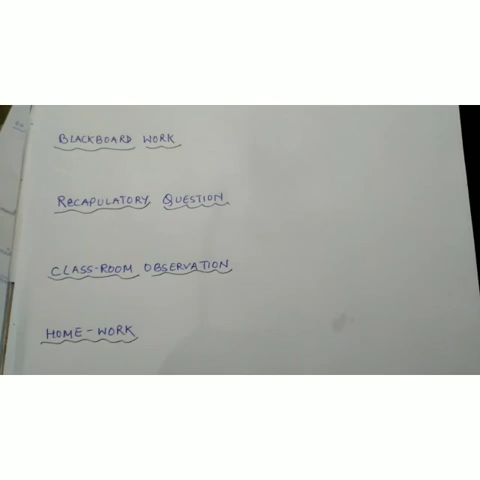 BLACKBOARD WORK
RECAPULATORY QUESTION
CLASS-ROOM OBSERVATION
HOME-WORK